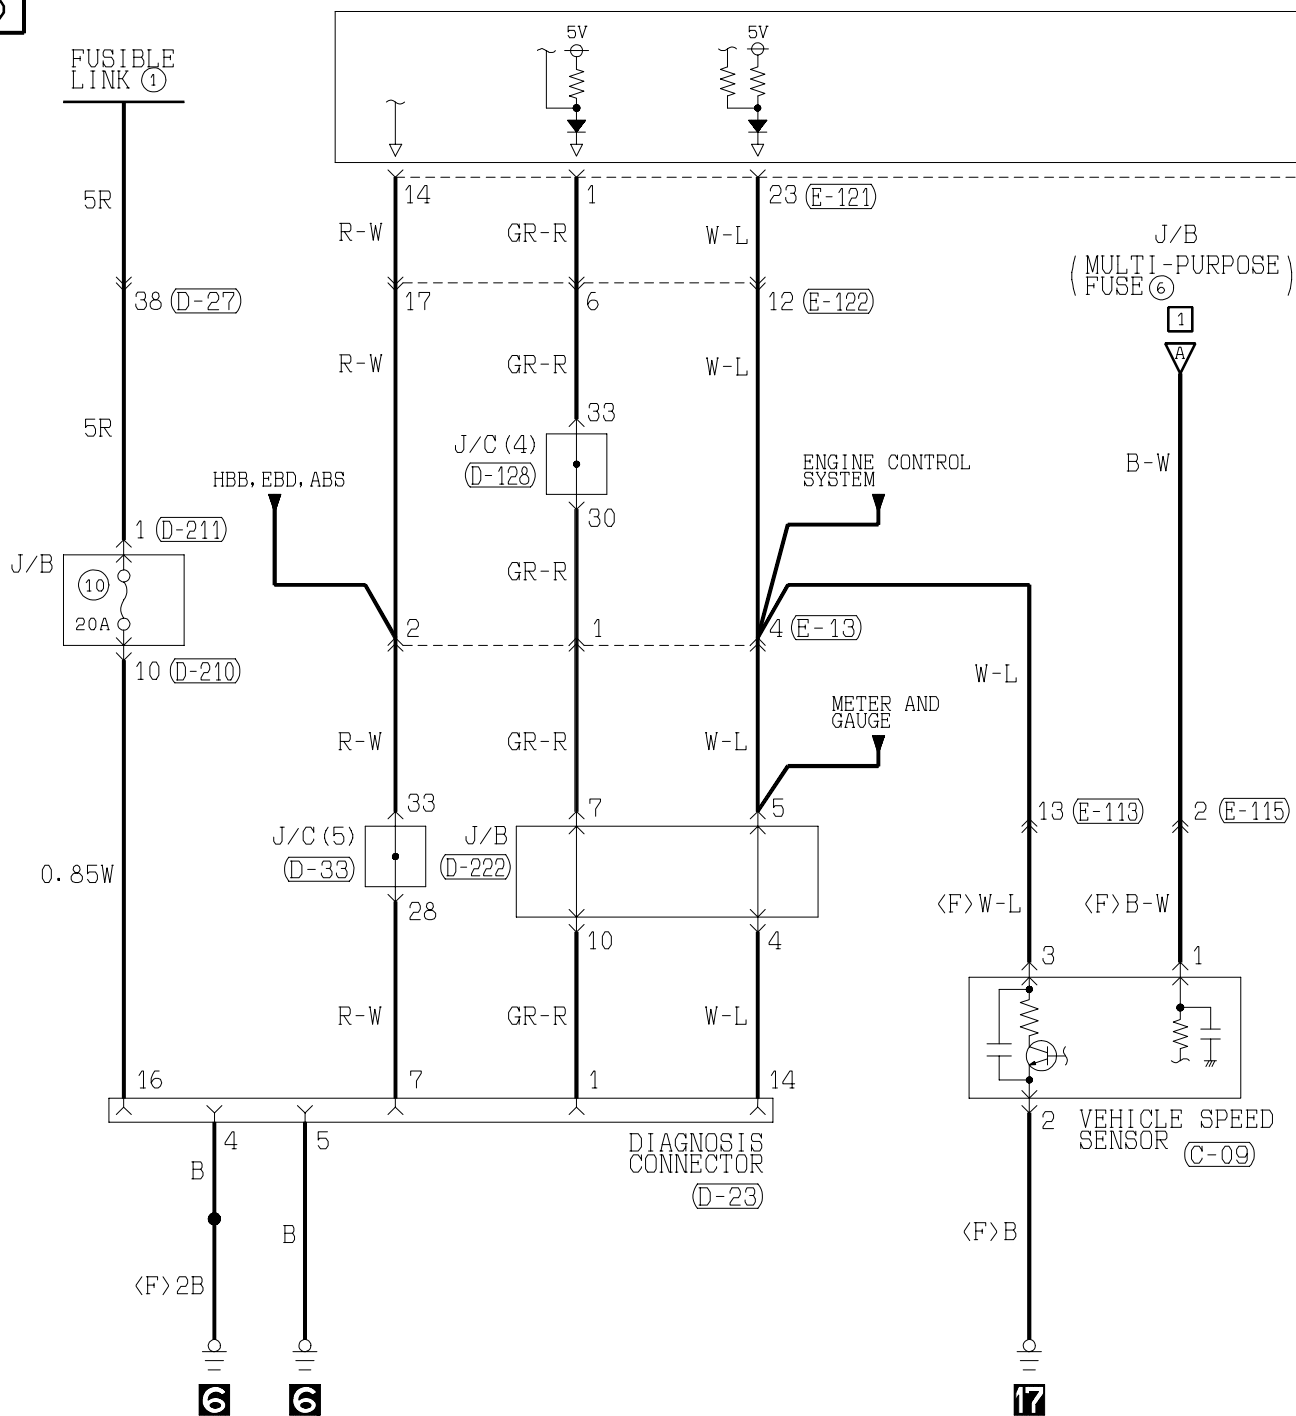 5V
5V
FUSIBLE
LINK 1
14
1
23 E-121
5R
R-W
GR-R
W-L
J/B
(MULTI-PURPOSE)
FUSE 6
1
A
38 D-27
17
6
12 E-122
R-W
GR-R
W-L
5R
33
J/C(4)
D-128
30
HBB,EBD,ABS
ENGINE CONTROL
SYSTEM
B-W
1 D-211
J/B
10
20A
GR-R
2
1
4 E-13
10 D-210
W-L
METER AND
GAUGE
R-W
GR-R
W-L
33
7
5
13 E-113
2 E-115
J/C(5)
D-33
J/B
D-222
0.85W
28
10
4
<F>W-L
<F>B-W
3
1
R-W
GR-R
W-L
16
7
1
14
4
5
2
VEHICLE SPEED
SENSOR
C-09
DIAGNOSIS
CONNECTOR
D-23
B
B
<F>B
<F>2B
6
6
17